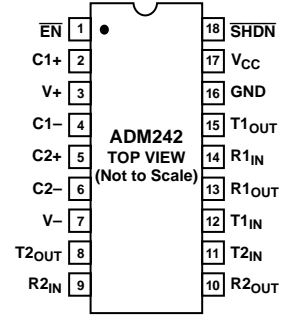 E̅N̅ 1 18 S̅H̅D̅N̅
C1+ 2 17 VCC
V+ 3 16 GND
C1– 4 15 T1OUT
ADM242
C2+ 5 TOP VIEW 14 R1IN
(Not to Scale)
C2– 6 13 R1OUT
V– 7 12 T1IN
T2OUT 8 11 T2IN
R2IN 9 10 R2OUT